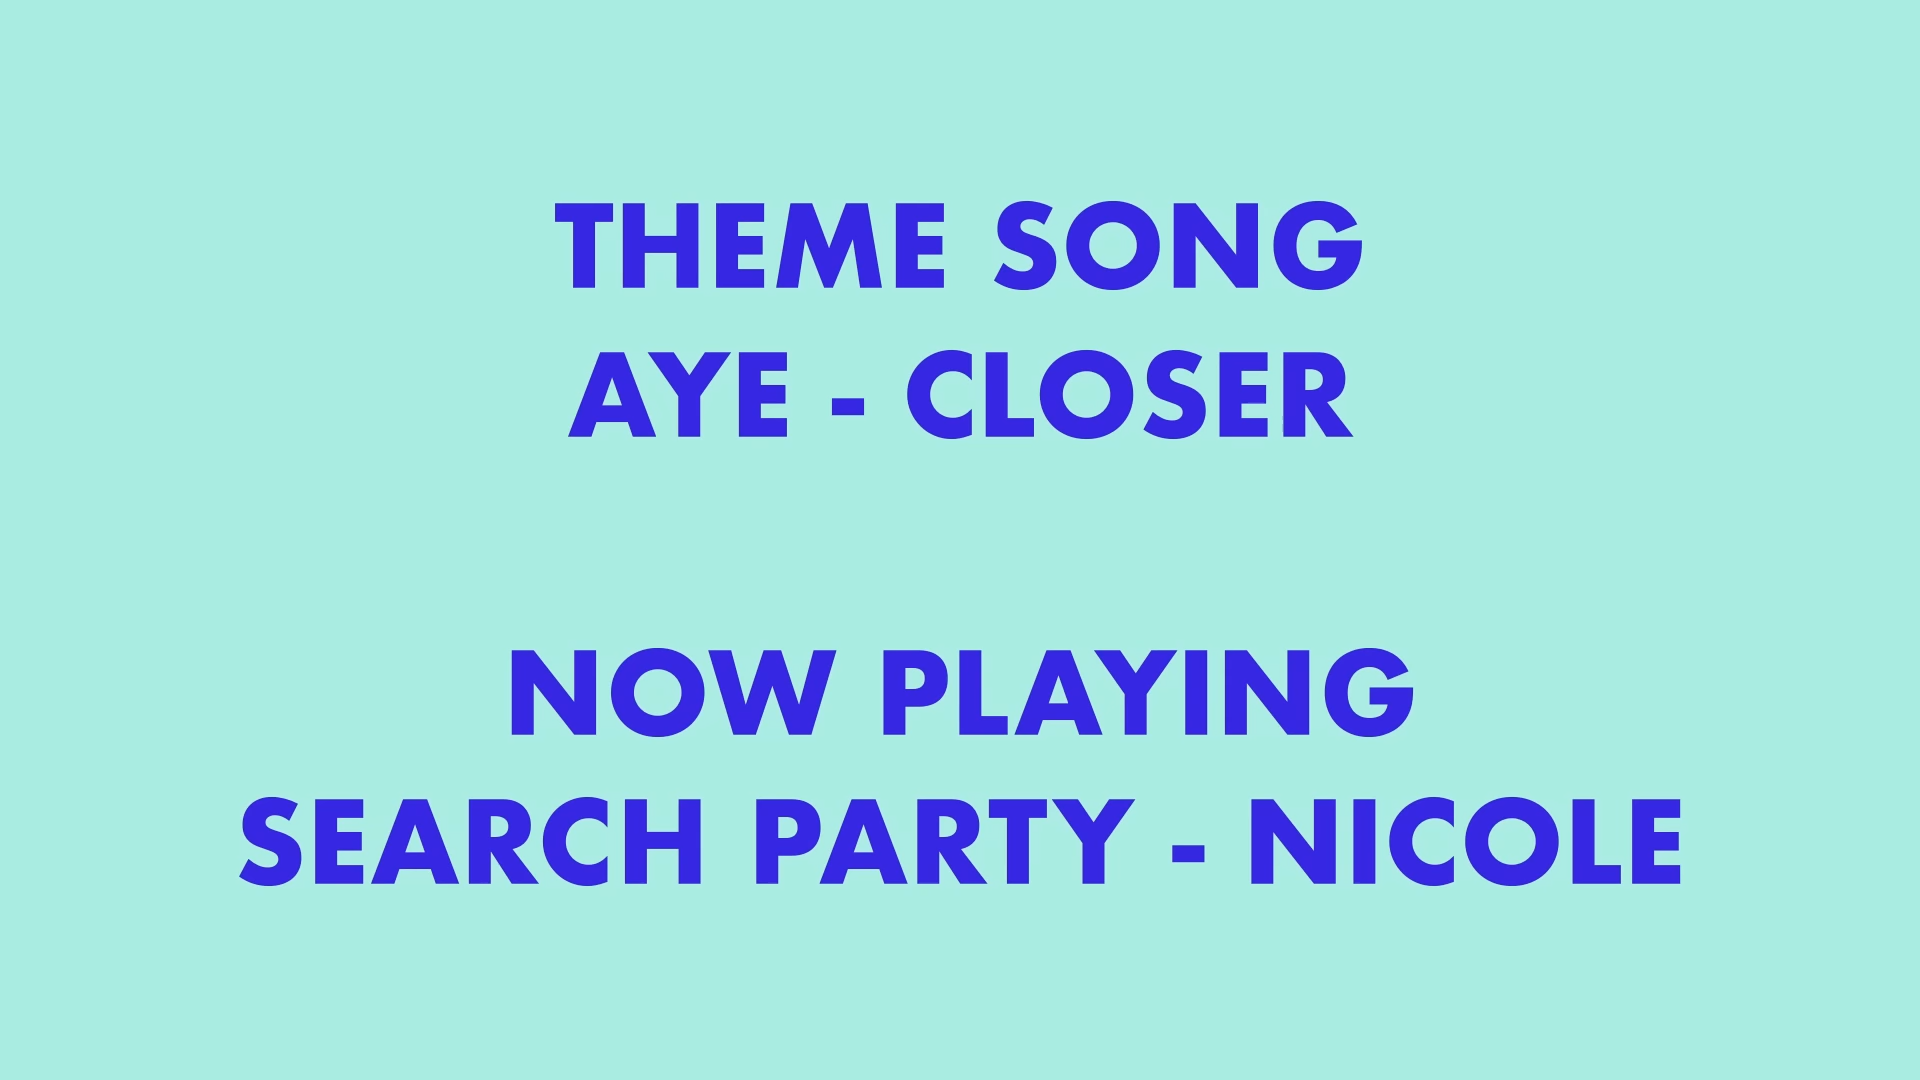 THEME SONG
AYE - CLOSER
NOW PLAYING
SEARCH PARTY - NICOLE